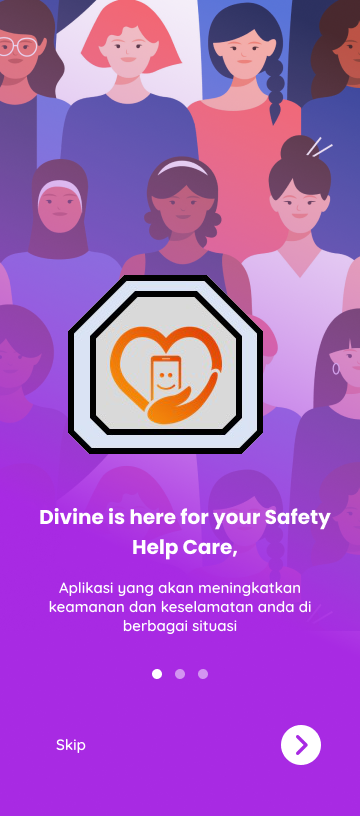 Divine is here for your Safety
Help Care,
Aplikasi yang akan meningkatkan
keamanan dan keselamatan anda di
berbagai situasi
Skip